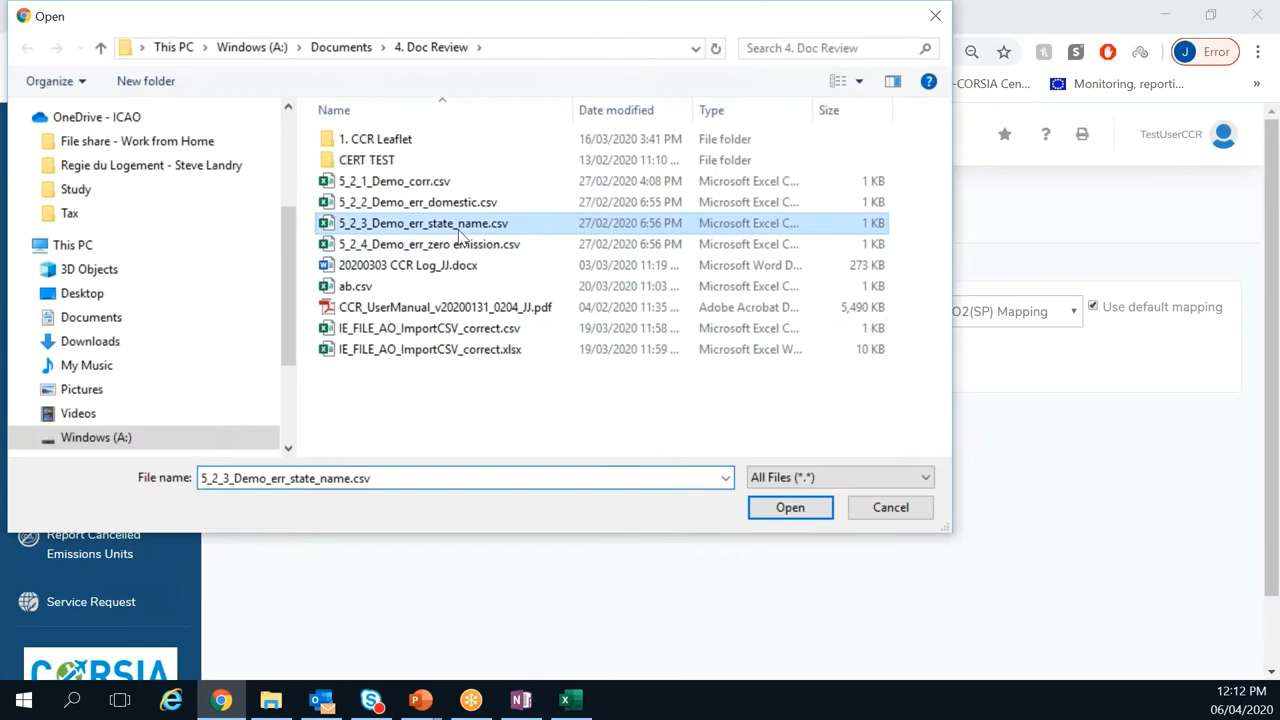 Open
This PC > Windows (A:) > Documents > 4. Doc Review >
Search 4. Doc Review
Organize
New folder
OneDrive - ICAO
File share - Work from Home
Regie du Logement - Steve Landry
Study
Tax
This PC
3D Objects
Desktop
Documents
Downloads
My Music
Pictures
Videos
Windows (A:)
Name Date modified Type Size
1. CCR Leaflet 16/03/2020 3:41 PM File folder
CERT TEST 13/02/2020 11:10 ... File folder
5_2_1_Demo_corr.csv 27/02/2020 4:08 PM Microsoft Excel C... 1 KB
5_2_2_Demo_err_domestic.csv 27/02/2020 6:55 PM Microsoft Excel C... 1 KB
5_2_3_Demo_err_state_name.csv 27/02/2020 6:56 PM Microsoft Excel C... 1 KB
5_2_4_Demo_err_zero emission.csv 27/02/2020 6:56 PM Microsoft Excel C... 1 KB
20200303 CCR Log_JJ.docx 03/03/2020 11:19 ... Microsoft Word D... 273 KB
ab.csv 20/03/2020 11:03 ... Microsoft Excel C... 1 KB
CCR_UserManual_v20200131_0204_JJ.pdf 04/02/2020 11:35 ... Adobe Acrobat D... 5,490 KB
IE_FILE_AO_ImportCSV_correct.csv 19/03/2020 11:58 ... Microsoft Excel C... 1 KB
IE_FILE_AO_ImportCSV_correct.xlsx 19/03/2020 11:59 ... Microsoft Excel W... 10 KB
File name: 5_2_3_Demo_err_state_name.csv
All Files (*.*)
Open
Cancel
J Error
-CORSIA Cen...
Monitoring, reporti...
»
TestUserCCR
O2(SP) Mapping
Use default mapping
Report Cancelled
Emissions Units
Service Request
CORSIA
12:12 PM
06/04/2020